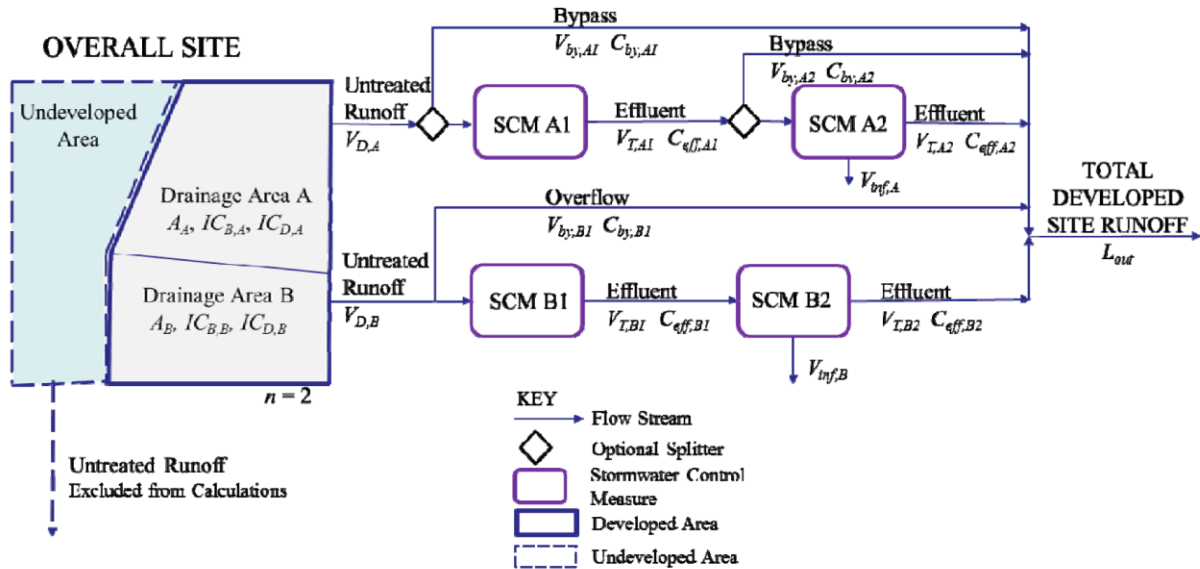 OVERALL SITE
Undeveloped
Area
Drainage Area A
A_A, IC_B,A, IC_D,A
Drainage Area B
A_B, IC_B,B, IC_D,B
n = 2
Untreated Runoff
Excluded from Calculations
Untreated
Runoff
V_D,A
Bypass
V_by,A1 C_by,A1
SCM A1
Effluent
V_T,A1 C_eff,A1
Bypass
V_by,A2 C_by,A2
SCM A2
Effluent
V_T,A2 C_eff,A2
V_inf,A
Untreated
Runoff
V_D,B
Overflow
V_by,B1 C_by,B1
SCM B1
Effluent
V_T,B1 C_eff,B1
SCM B2
Effluent
V_T,B2 C_eff,B2
V_inf,B
TOTAL
DEVELOPED
SITE RUNOFF
L_out
KEY
Flow Stream
Optional Splitter
Stormwater Control
Measure
Developed Area
Undeveloped Area